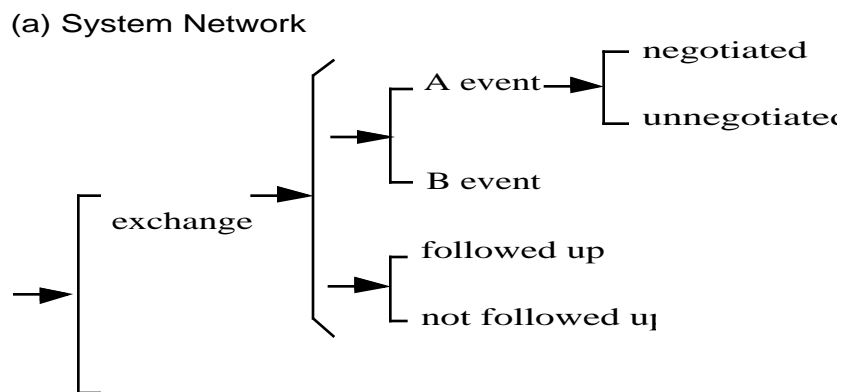 (a) System Network
negotiated
A event
unnegotiated
B event
exchange
followed up
not followed up